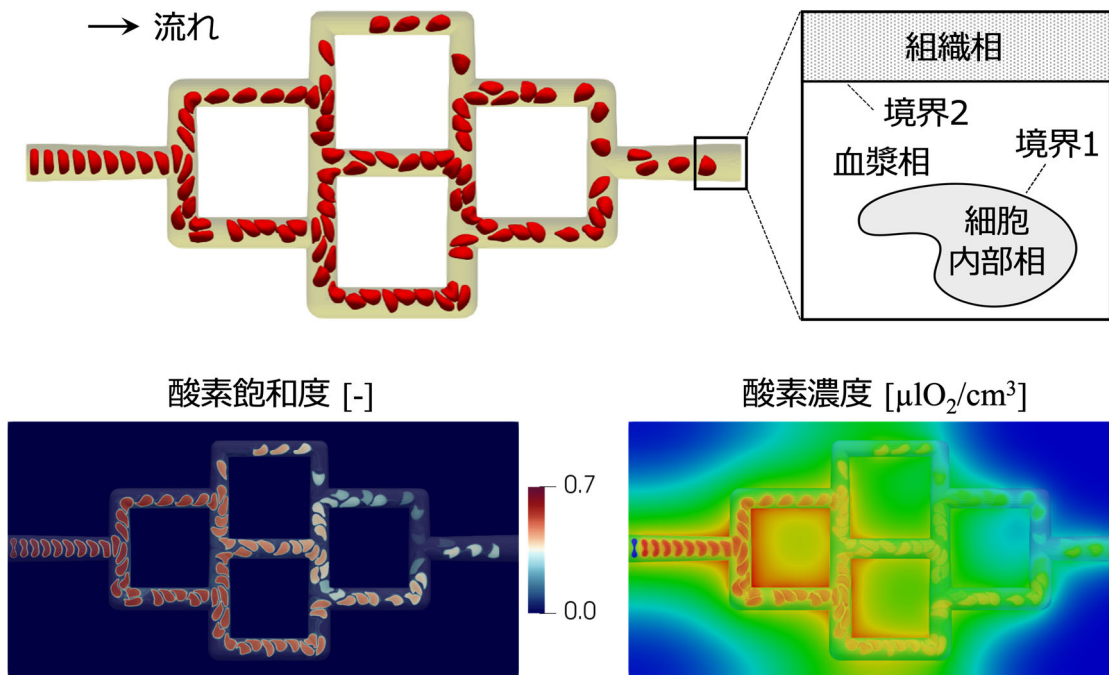 → 流れ
組織相
境界2
境界1
血漿相
細胞
内部相
酸素飽和度 [-]
0.7
0.0
酸素濃度 [µlO₂/cm³]